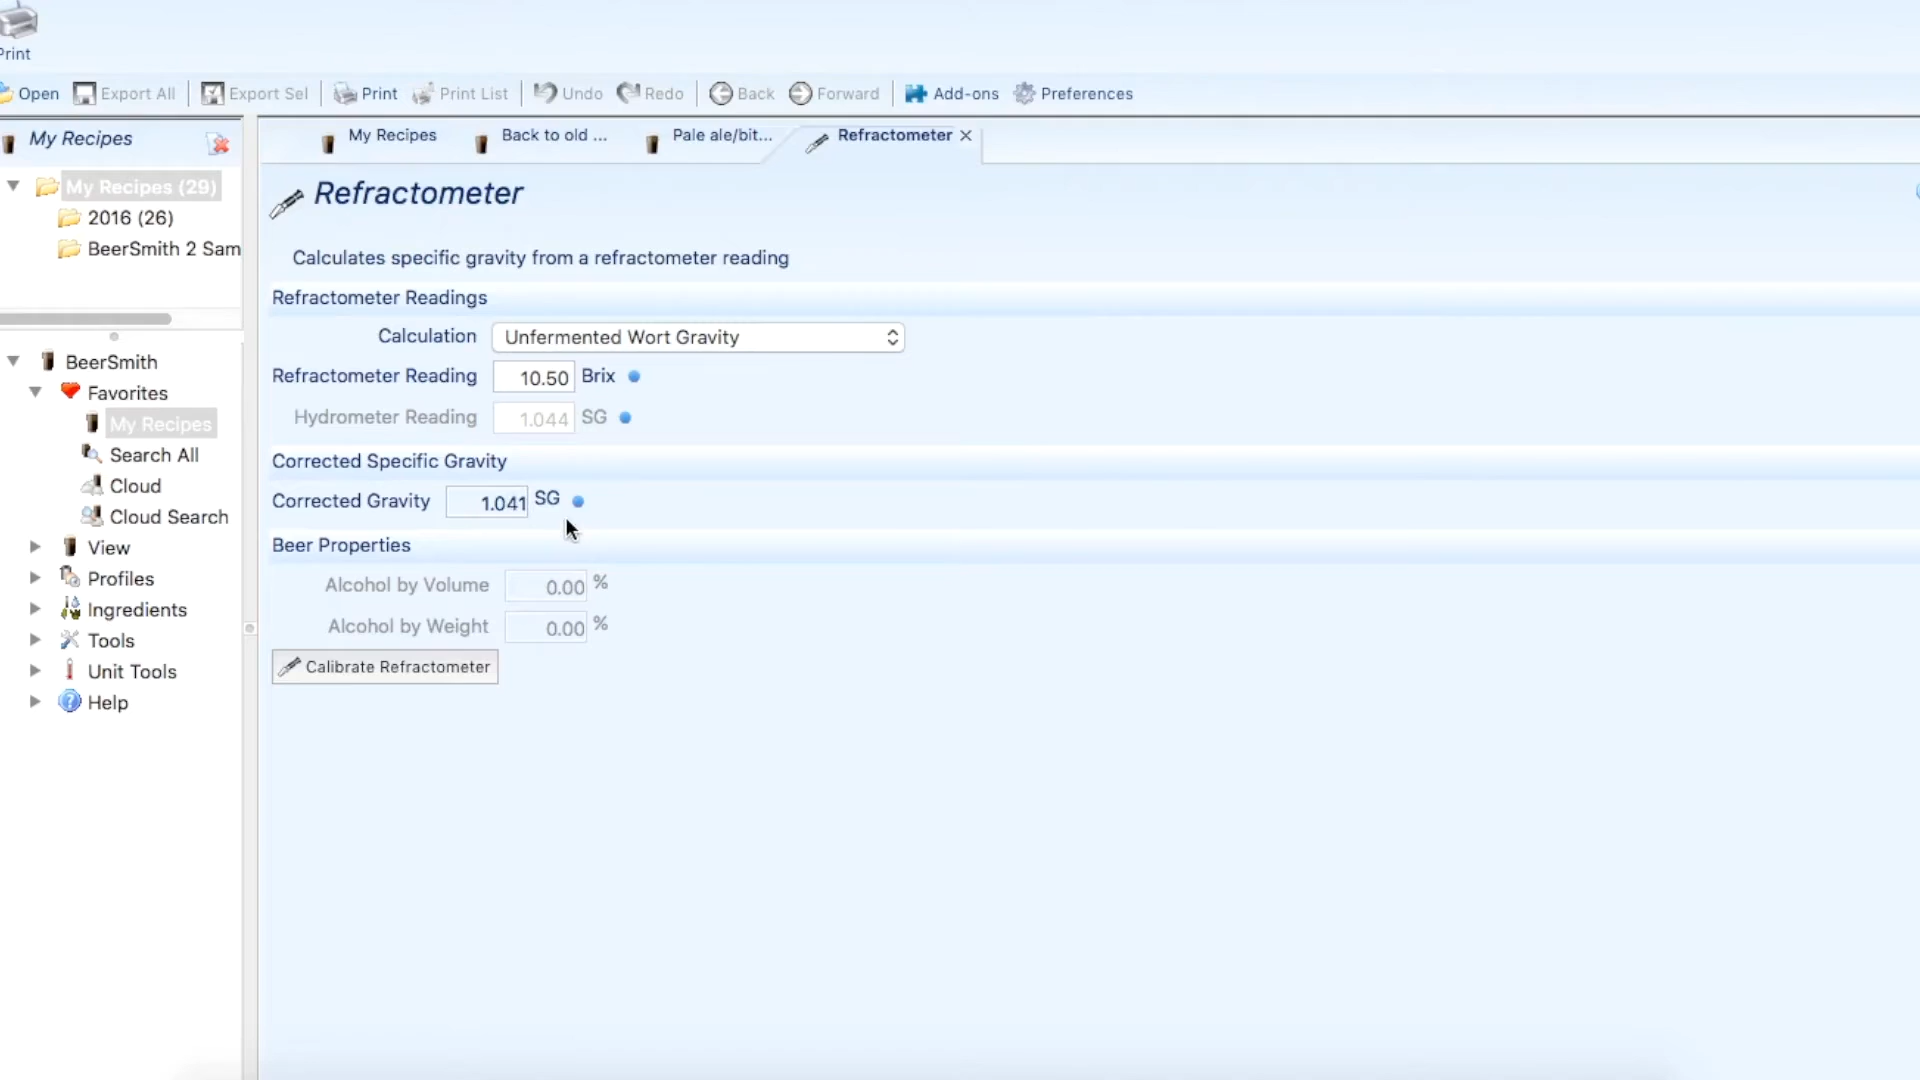 Print
Open Export All Export Sel Print Print List Undo Redo Back Forward Add-ons Preferences
My Recipes
My Recipes (29)
2016 (26)
BeerSmith 2 Sam
BeerSmith
Favorites
My Recipes
Search All
Cloud
Cloud Search
View
Profiles
Ingredients
Tools
Unit Tools
Help
My Recipes Back to old ... Pale ale/bit... Refractometer
Refractometer
Calculates specific gravity from a refractometer reading
Refractometer Readings
Calculation Unfermented Wort Gravity
Refractometer Reading 10.50 Brix
Hydrometer Reading 1.044 SG
Corrected Specific Gravity
Corrected Gravity 1.041 SG
Beer Properties
Alcohol by Volume 0.00 %
Alcohol by Weight 0.00 %
Calibrate Refractometer